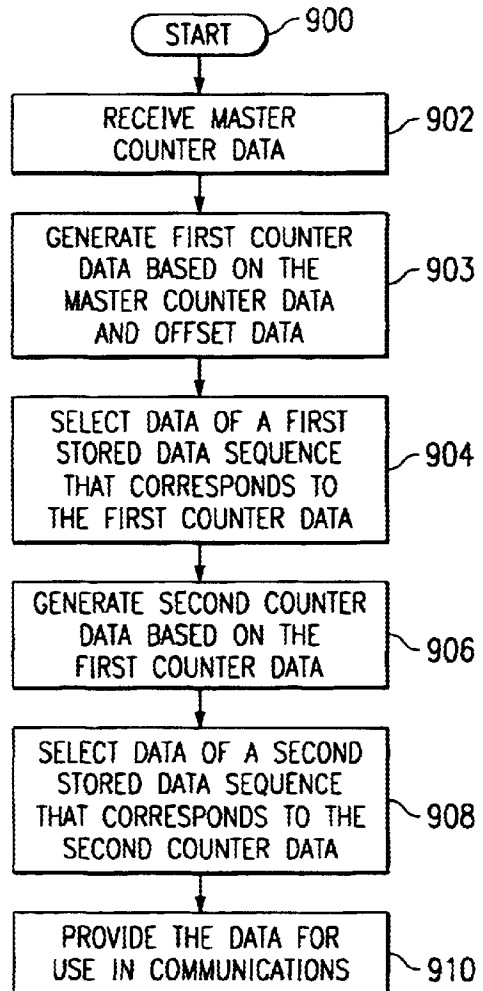 START
900
RECEIVE MASTER
COUNTER DATA
902
GENERATE FIRST COUNTER
DATA BASED ON THE
MASTER COUNTER DATA
AND OFFSET DATA
903
SELECT DATA OF A FIRST
STORED DATA SEQUENCE
THAT CORRESPONDS TO
THE FIRST COUNTER DATA
904
GENERATE SECOND COUNTER
DATA BASED ON THE
FIRST COUNTER DATA
906
SELECT DATA OF A SECOND
STORED DATA SEQUENCE
THAT CORRESPONDS TO THE
SECOND COUNTER DATA
908
PROVIDE THE DATA FOR
USE IN COMMUNICATIONS
910